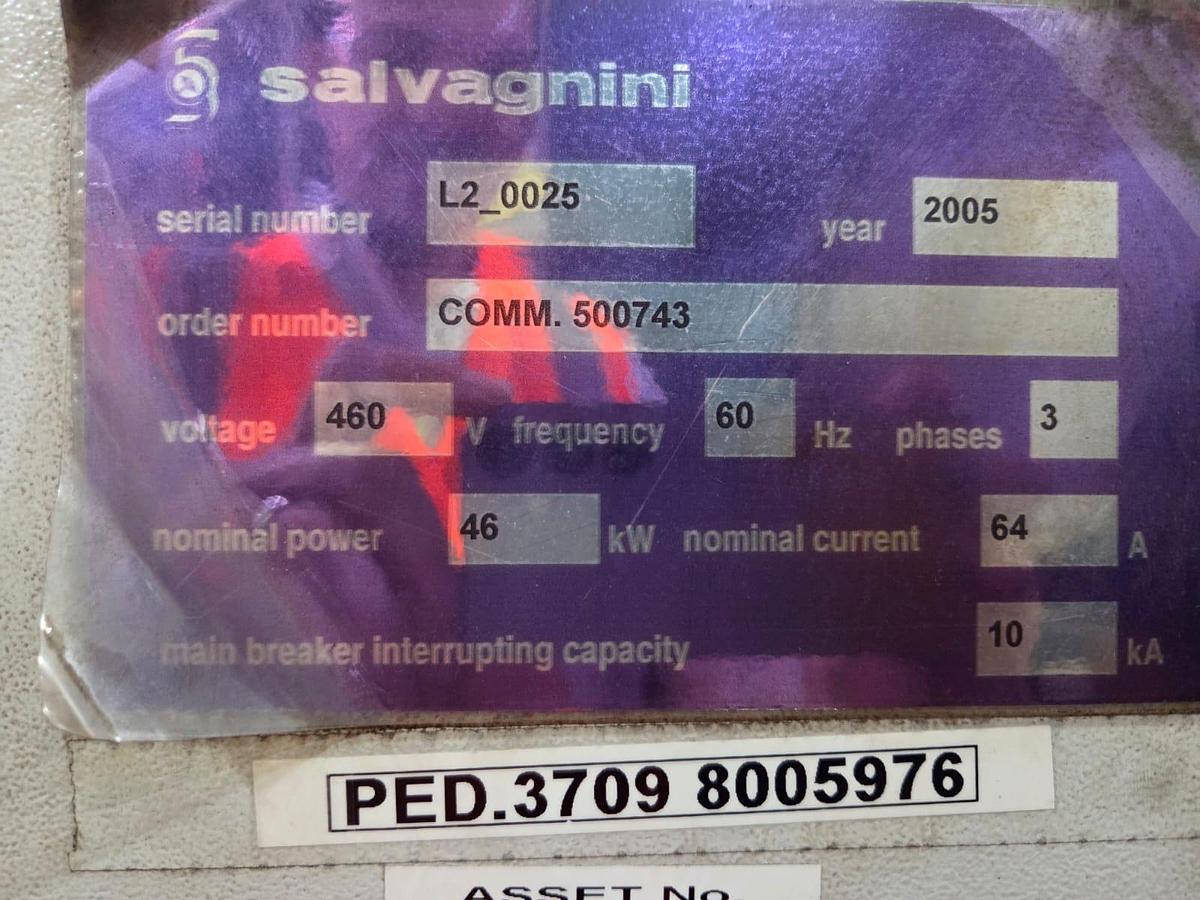 salvagnini
serial number L2_0025 year 2005
order number COMM. 500743
voltage 460 V frequency 60 Hz phases 3
nominal power 46 kW nominal current 64 A
main breaker interrupting capacity 10 kA
PED.3709 8005976
ASSET No.